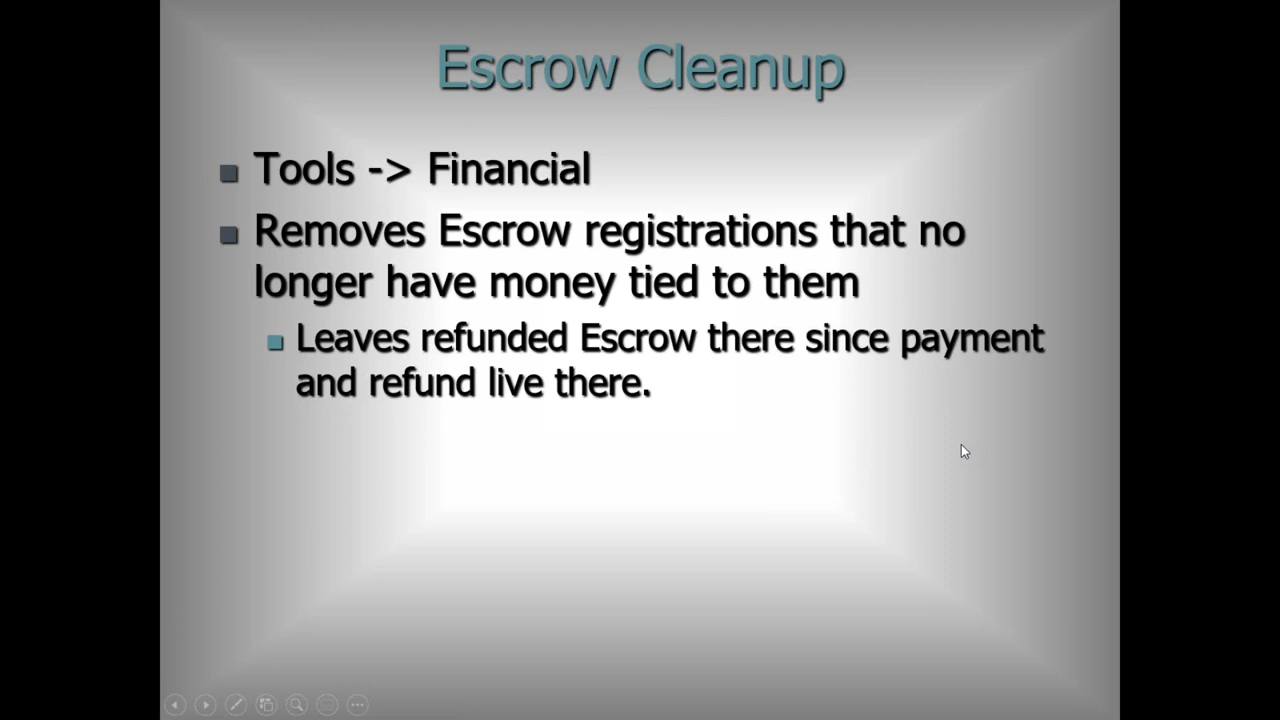 Escrow Cleanup
Tools -> Financial
Removes Escrow registrations that no
longer have money tied to them
Leaves refunded Escrow there since payment
and refund live there.